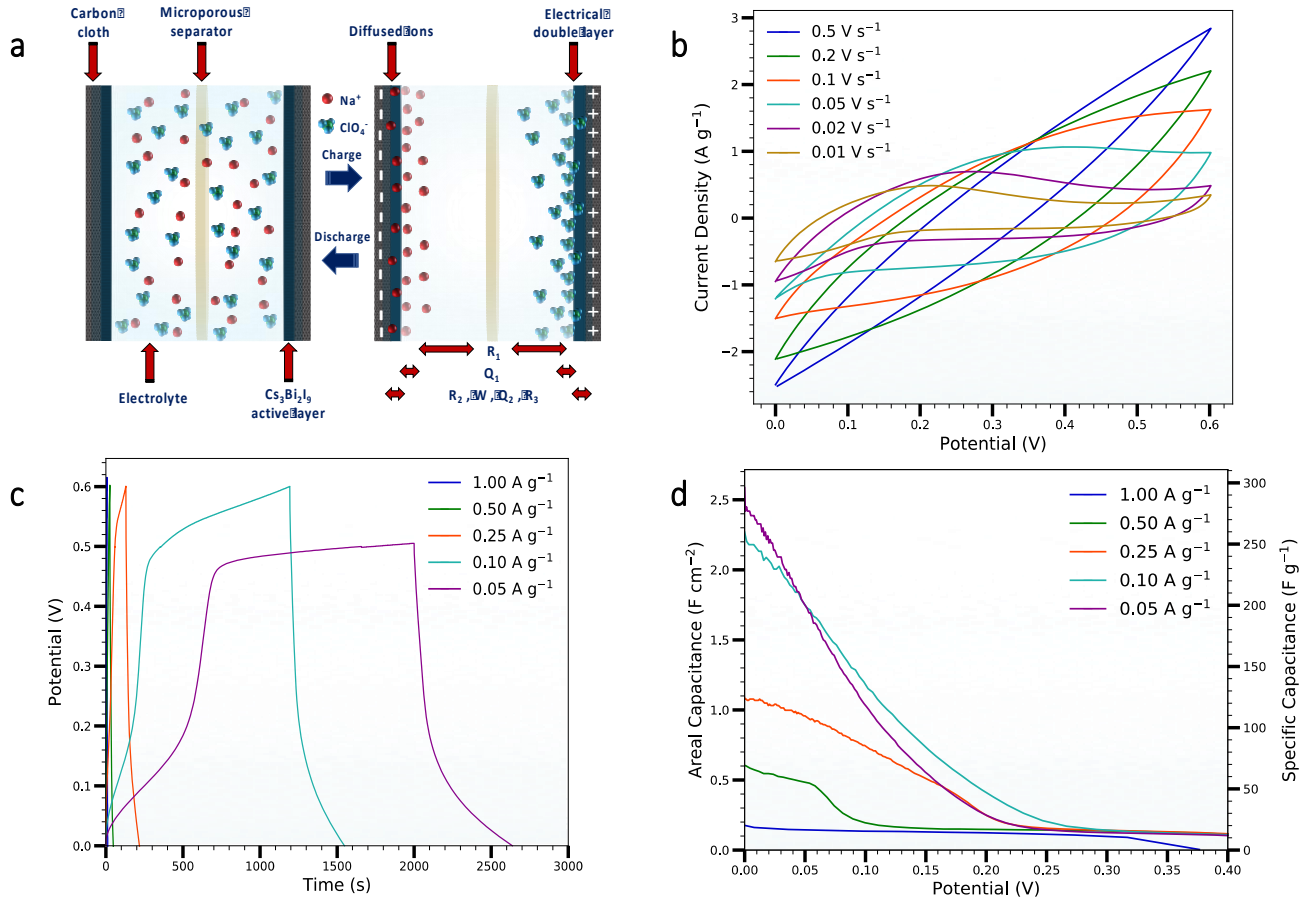 a
Carbon
cloth
Microporous
separator
Diffused ions
Electrical
double layer
Na⁺
ClO₄⁻
Charge
Discharge
Electrolyte
Cs₃Bi₂I₉
active layer
R₁
Q₁
R₂ , W , Q₂ , R₃
b
0.5 V s⁻¹
0.2 V s⁻¹
0.1 V s⁻¹
0.05 V s⁻¹
0.02 V s⁻¹
0.01 V s⁻¹
Current Density (A g⁻¹)
3
2
1
0
−1
−2
0.0 0.1 0.2 0.3 0.4 0.5 0.6
Potential (V)
c
1.00 A g⁻¹
0.50 A g⁻¹
0.25 A g⁻¹
0.10 A g⁻¹
0.05 A g⁻¹
Potential (V)
0.6
0.5
0.4
0.3
0.2
0.1
0.0
0 500 1000 1500 2000 2500 3000
Time (s)
d
1.00 A g⁻¹
0.50 A g⁻¹
0.25 A g⁻¹
0.10 A g⁻¹
0.05 A g⁻¹
Areal Capacitance (F cm⁻²)
2.5
2.0
1.5
1.0
0.5
0.0
Specific Capacitance (F g⁻¹)
300
250
200
150
100
50
0
0.00 0.05 0.10 0.15 0.20 0.25 0.30 0.35 0.40
Potential (V)